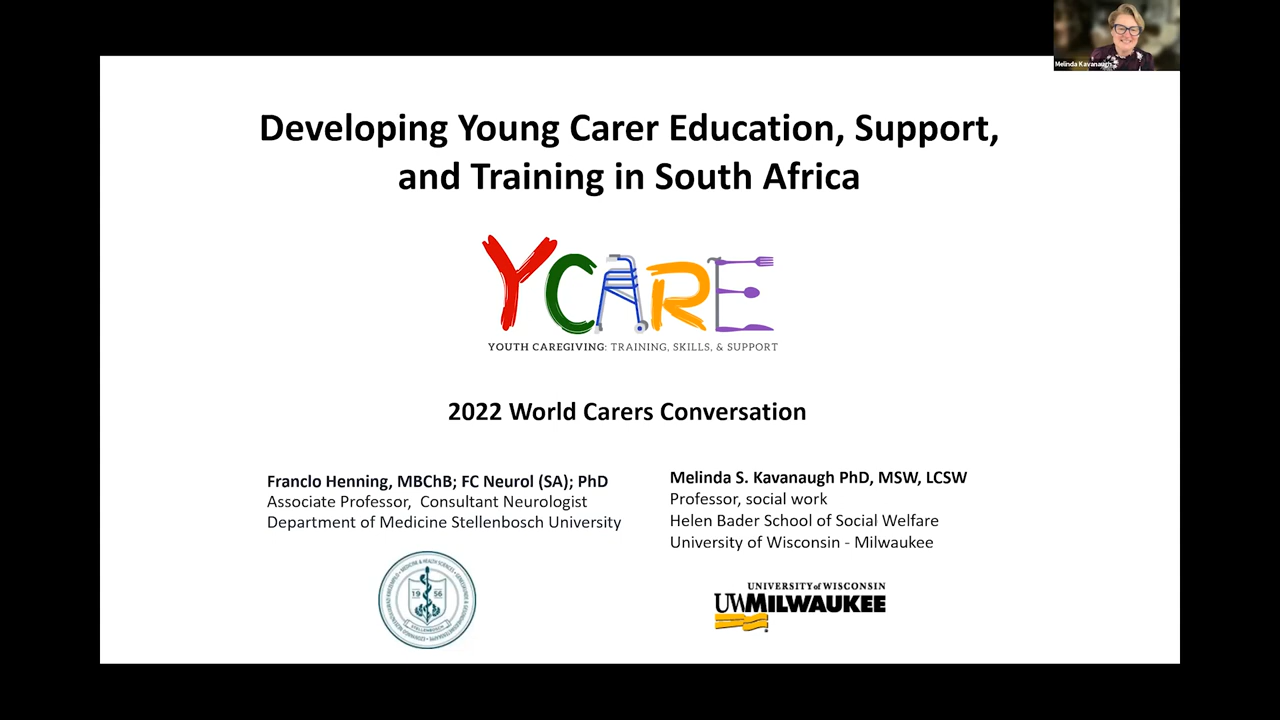 Melinda Kavanaugh
Developing Young Carer Education, Support,
and Training in South Africa
YCARE
YOUTH CAREGIVING: TRAINING, SKILLS, & SUPPORT
2022 World Carers Conversation
Franclo Henning, MBChB; FC Neurol (SA); PhD
Associate Professor,  Consultant Neurologist
Department of Medicine Stellenbosch University
Melinda S. Kavanaugh PhD, MSW, LCSW
Professor, social work
Helen Bader School of Social Welfare
University of Wisconsin - Milwaukee
1956
STELLENBOSCH
UNIVERSITY of WISCONSIN
UWMILWAUKEE